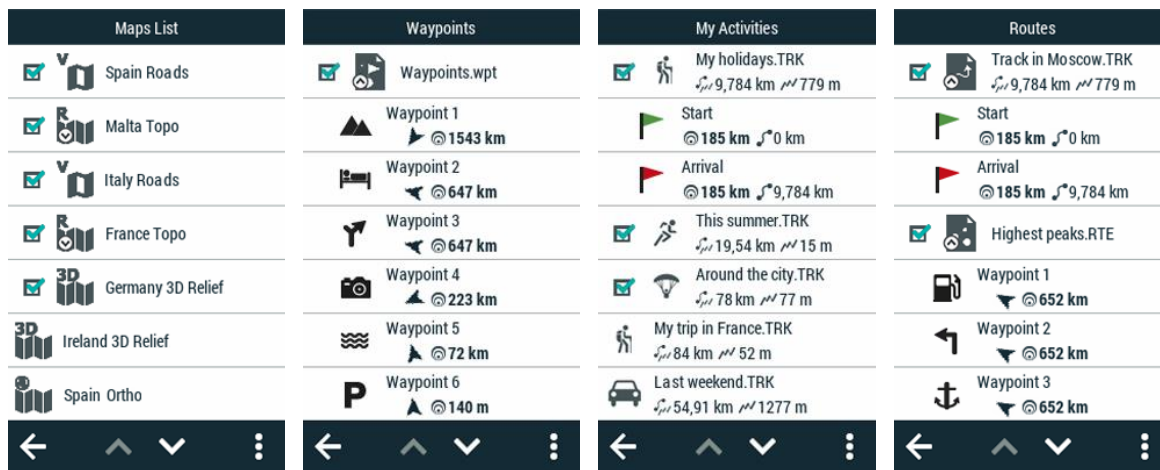 Maps List
V
Spain Roads
R
Malta Topo
V
Italy Roads
R
France Topo
3D
Germany 3D Relief
3D
Ireland 3D Relief
Spain Ortho
Waypoints
Waypoints.wpt
Waypoint 1
1543 km
Waypoint 2
647 km
Waypoint 3
647 km
Waypoint 4
223 km
Waypoint 5
72 km
Waypoint 6
P
140 m
My Activities
My holidays.TRK
9,784 km 779 m
Start
185 km 0 km
Arrival
185 km 9,784 km
This summer.TRK
19,54 km 15 m
Around the city.TRK
78 km 77 m
My trip in France.TRK
84 km 52 m
Last weekend.TRK
54,91 km 1277 m
Routes
Track in Moscow.TRK
9,784 km 779 m
Start
185 km 0 km
Arrival
185 km 9,784 km
Highest peaks.RTE
Waypoint 1
652 km
Waypoint 2
652 km
Waypoint 3
652 km